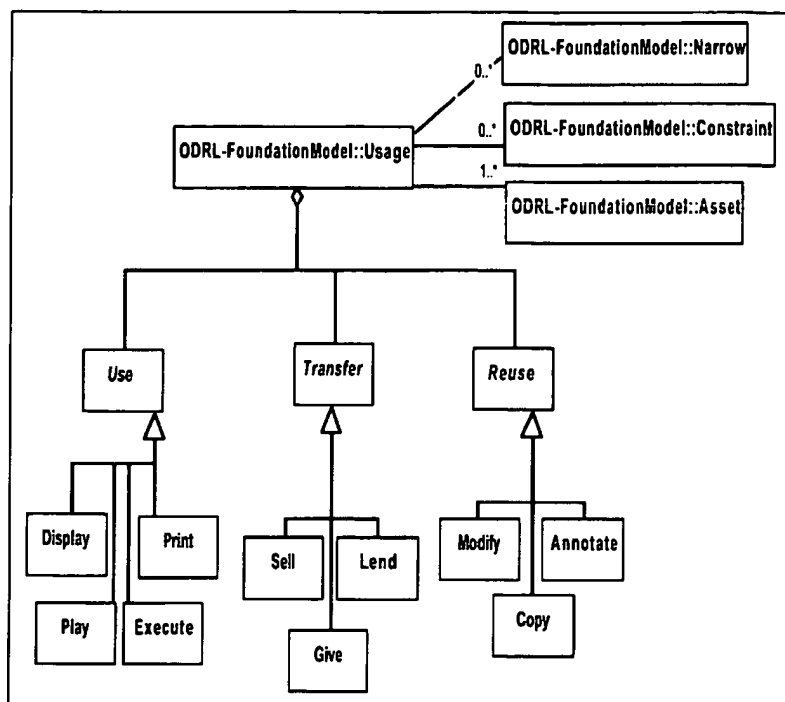 ODRL-FoundationModel::Narrow
0..*
ODRL-FoundationModel::Usage
0..*
ODRL-FoundationModel::Constraint
1..*
ODRL-FoundationModel::Asset
Use
Transfer
Reuse
Display
Print
Sell
Lend
Modify
Annotate
Play
Execute
Give
Copy